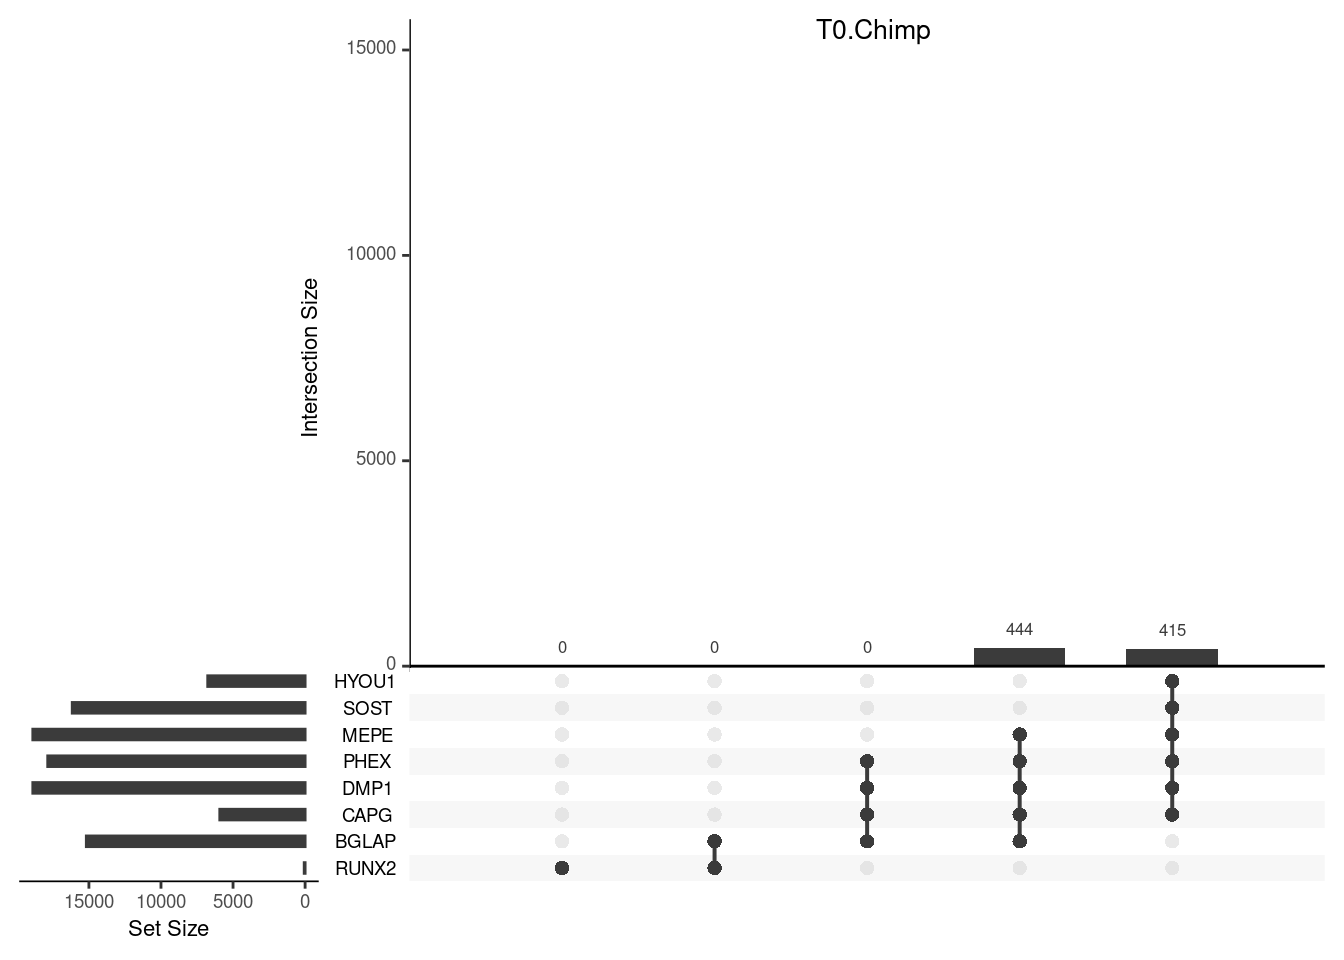 T0.Chimp
15000
10000
5000
0
Intersection Size
0
0
0
444
415
HYOU1
SOST
MEPE
PHEX
DMP1
CAPG
BGLAP
RUNX2
15000 10000 5000 0
Set Size